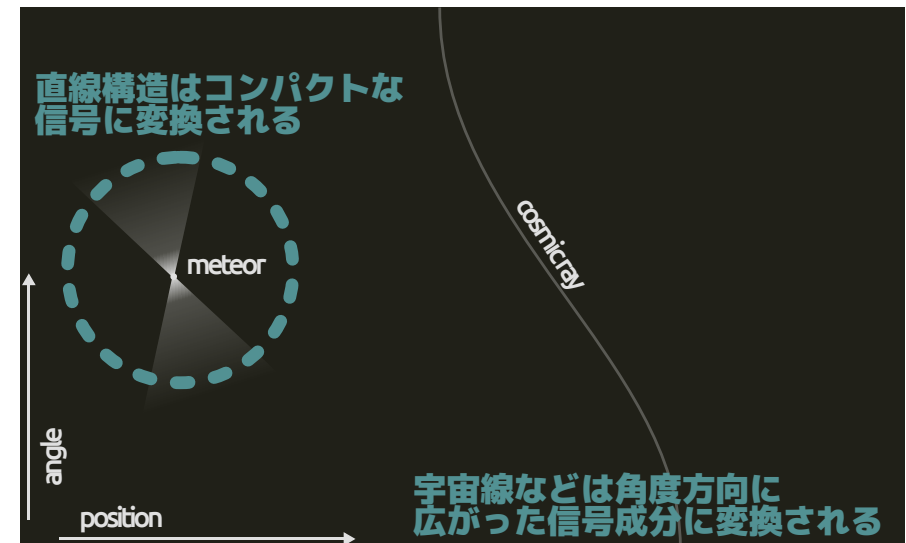 直線構造はコンパクトな
信号に変換される
meteor
cosmic ray
angle
position
宇宙線などは角度方向に
広がった信号成分に変換される